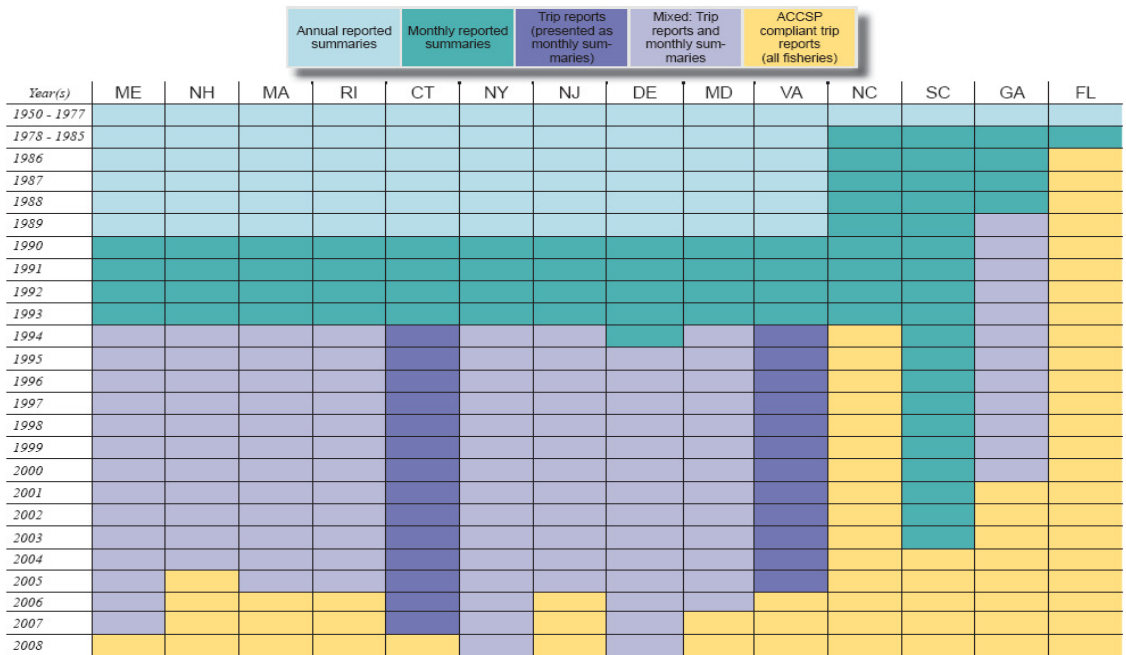 Annual reported
summaries
Monthly reported
summaries
Trip reports
(presented as
monthly sum-
maries)
Mixed: Trip
reports and
monthly sum-
maries
ACCSP
compliant trip
reports
(all fisheries)
Year(s) ME NH MA RI CT NY NJ DE MD VA NC SC GA FL
1950 - 1977
1978 - 1985
1986
1987
1988
1989
1990
1991
1992
1993
1994
1995
1996
1997
1998
1999
2000
2001
2002
2003
2004
2005
2006
2007
2008